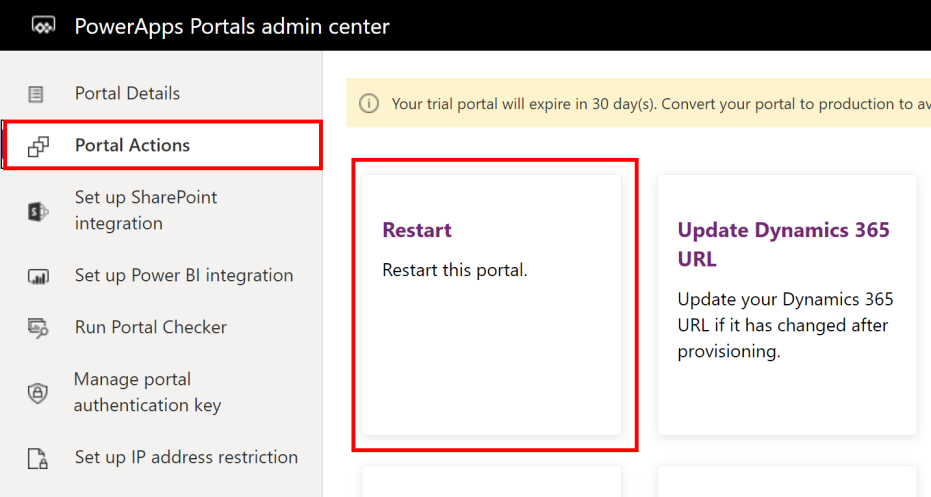 PowerApps Portals admin center
Portal Details
Portal Actions
Set up SharePoint
integration
Set up Power BI integration
Run Portal Checker
Manage portal
authentication key
Set up IP address restriction
Your trial portal will expire in 30 day(s). Convert your portal to production to av
Restart
Restart this portal.
Update Dynamics 365
URL
Update your Dynamics 365
URL if it has changed after
provisioning.